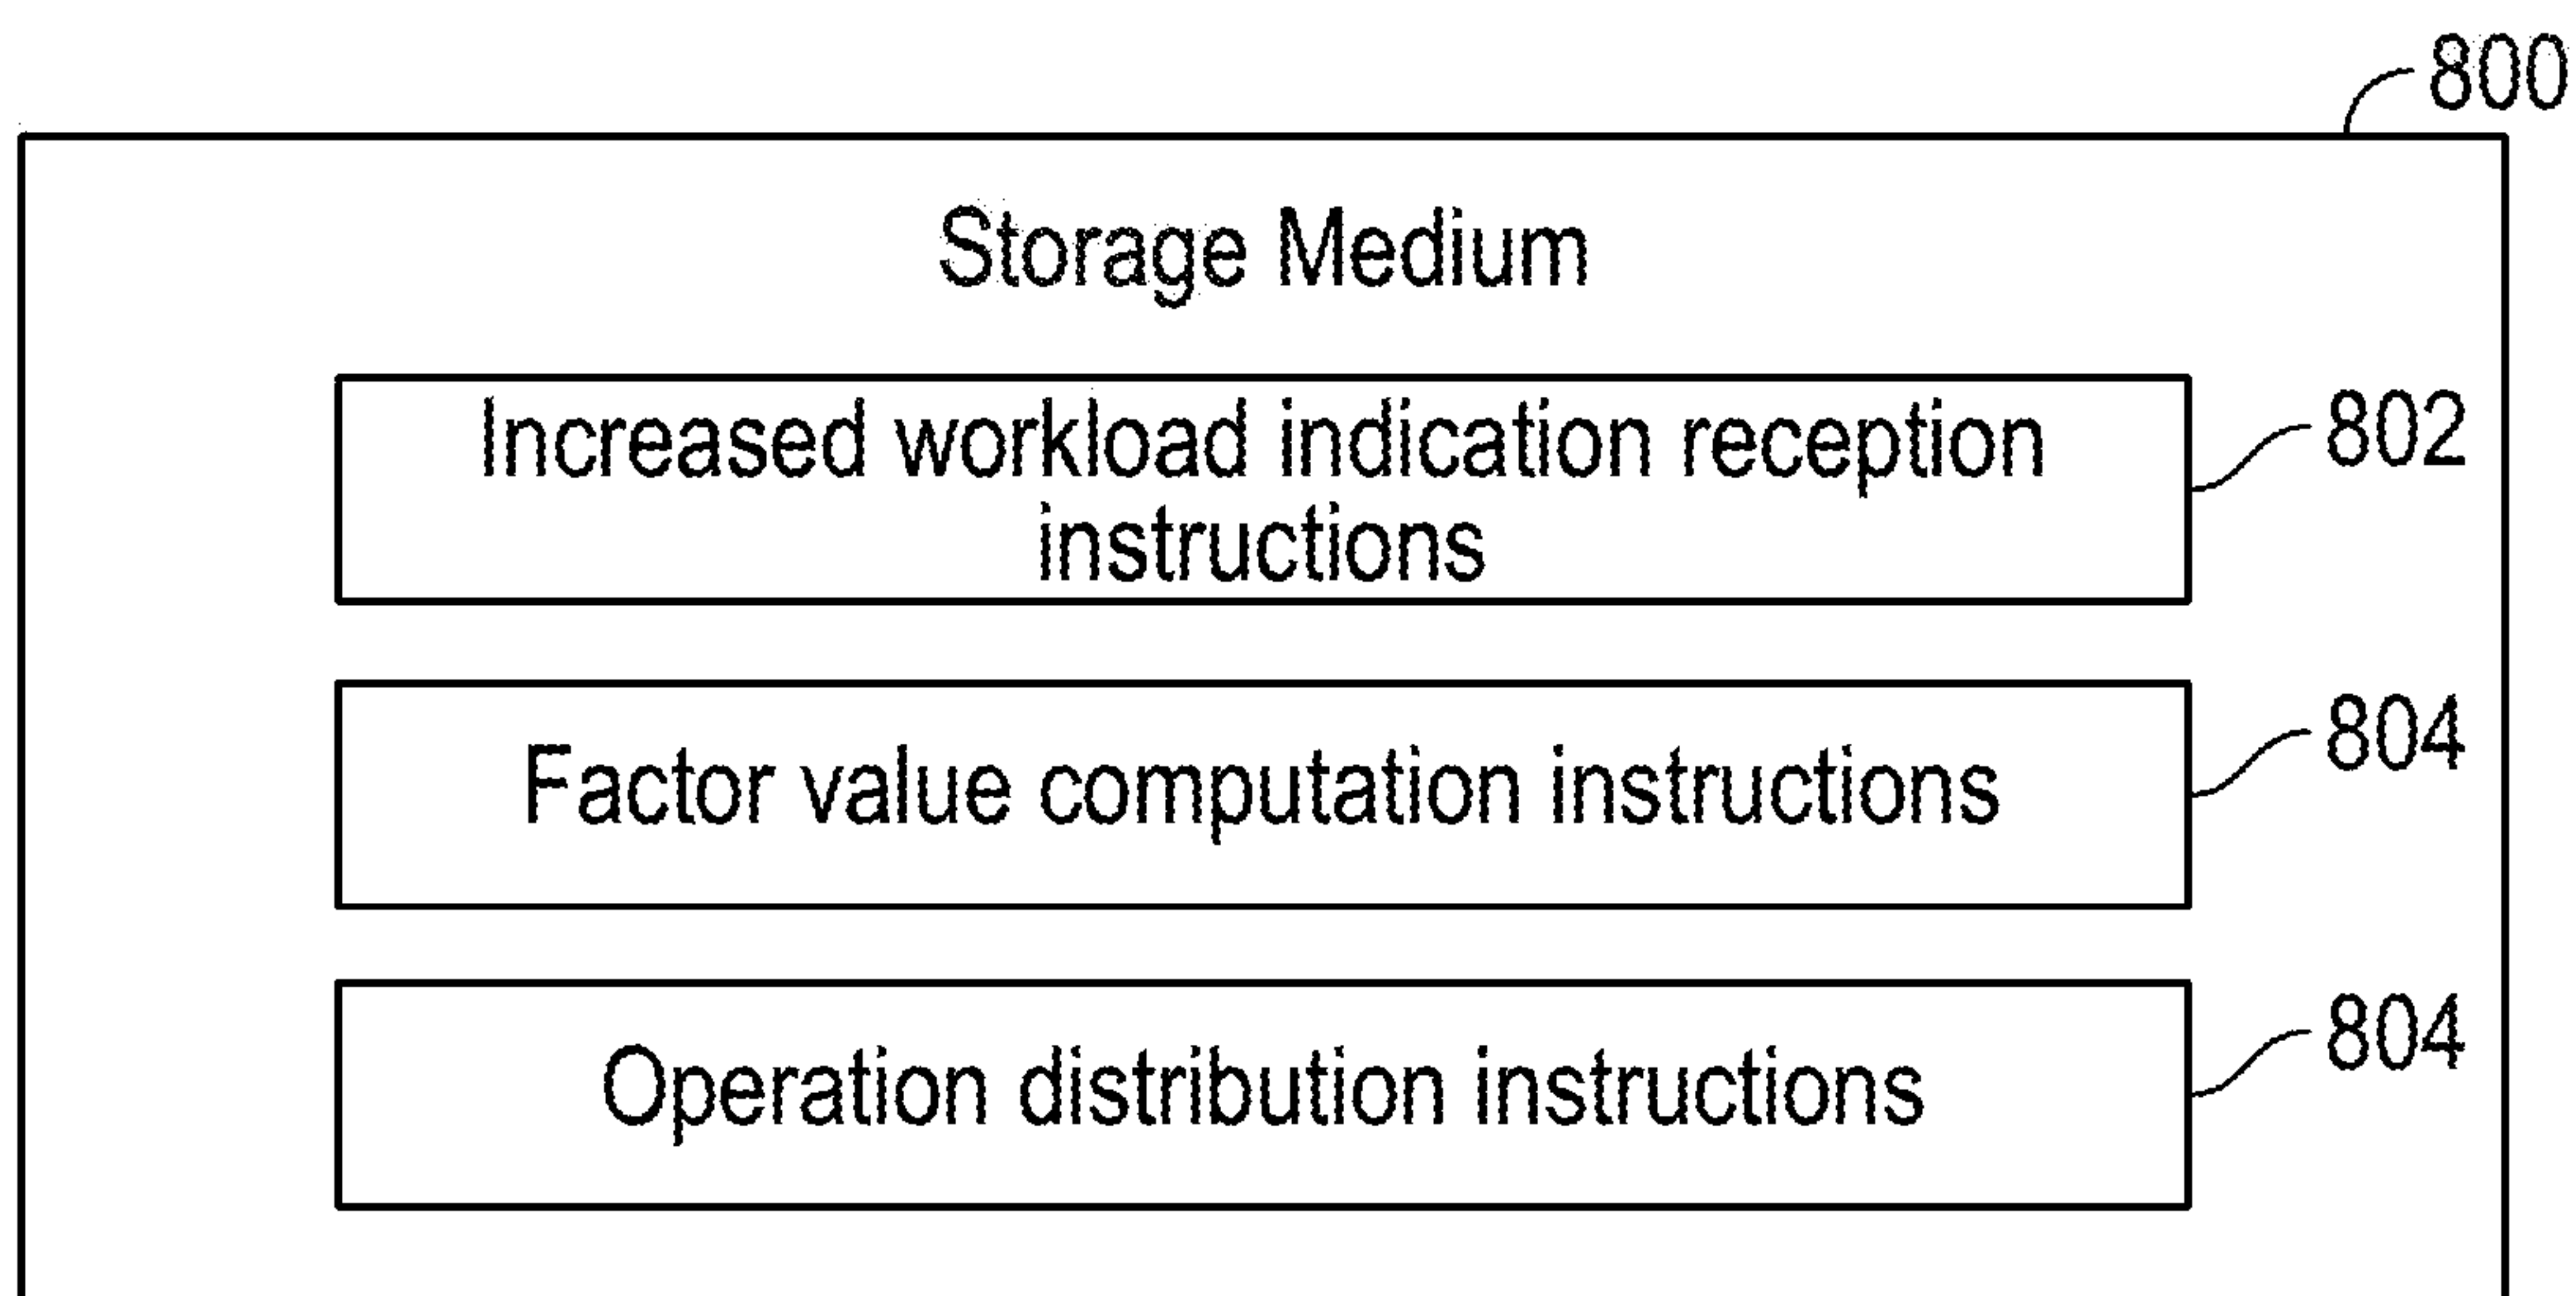 800
Storage Medium
Increased workload indication reception
instructions
802
Factor value computation instructions
804
Operation distribution instructions
804